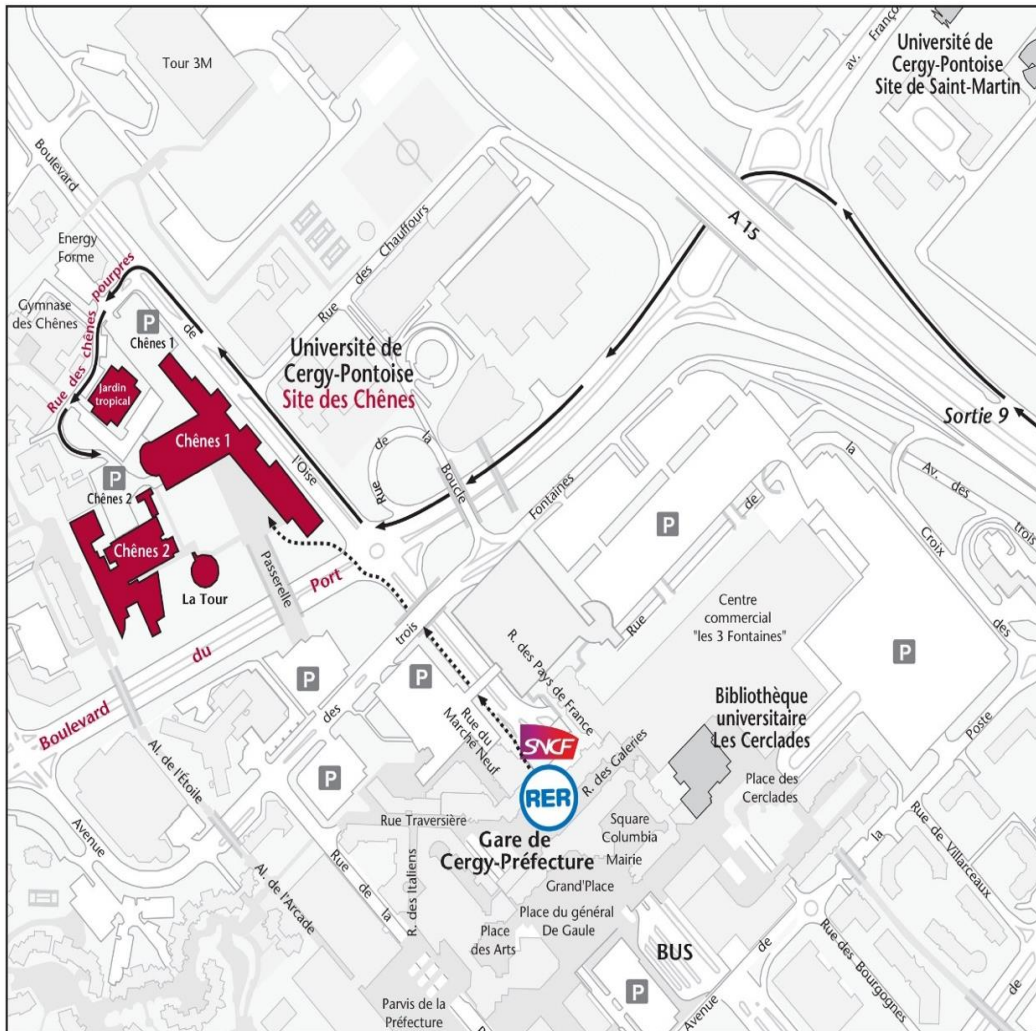 Tour 3M
Université de
Cergy-Pontoise
Site de Saint-Martin
av. François
Boulevard
de
l'Oise
A 15
Sortie 9
Energy
Forme
Gymnase
des Chênes
Rue des chênes pourpres
P
Chênes 1
Jardin
tropical
Chênes 1
P
Chênes 2
Chênes 2
La Tour
Rue des Chauffours
Université de
Cergy-Pontoise
Site des Chênes
Rue de la Boucle
Passerelle
Boulevard du Port
Av. des trois Fontaines
des trois Fontaines
la Croix des
P
Rue de
Centre
commercial
"les 3 Fontaines"
P
P
P
P
R. des Pays de France
Rue du
Marché Neuf
SNCF
RER
Gare de
Cergy-Préfecture
R. des Galeries
Bibliothèque
universitaire
Les Cerclades
Place des
Cerclades
Square
Columbia
Mairie
Grand'Place
Place du général
De Gaule
Place
des Arts
BUS
P
Rue Traversière
R. des Italiens
Rue de la
Parvis de la
Préfecture
Al. de l'Étoile
Al. de l'Arcade
Avenue
Avenue de la Poste
Rue de Villarceaux
Rue des Bourgognes
de